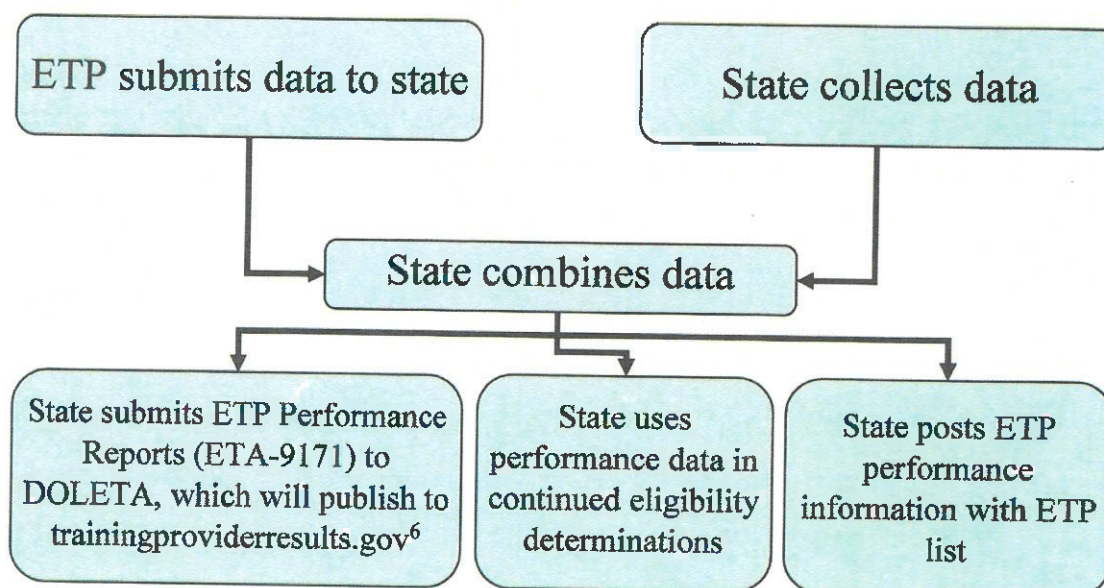 ETP submits data to state
State collects data
State combines data
State submits ETP Performance
Reports (ETA-9171) to
DOLETA, which will publish to
trainingproviderresults.gov⁶
State uses
performance data in
continued eligibility
determinations
State posts ETP
performance
information with ETP
list